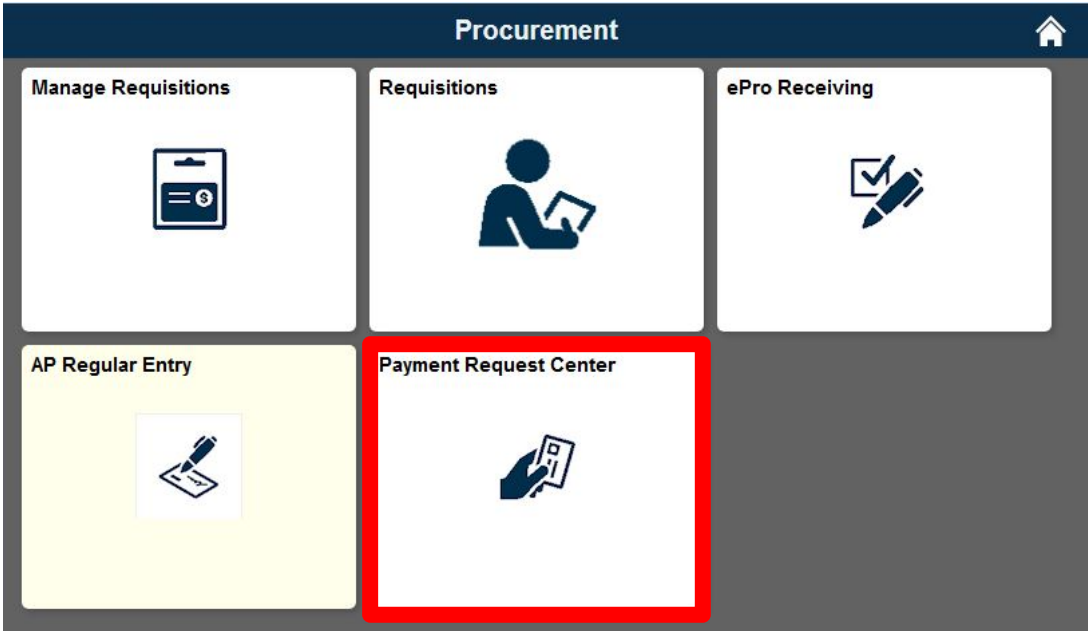 Procurement
Manage Requisitions
Requisitions
ePro Receiving
$
AP Regular Entry
Payment Request Center